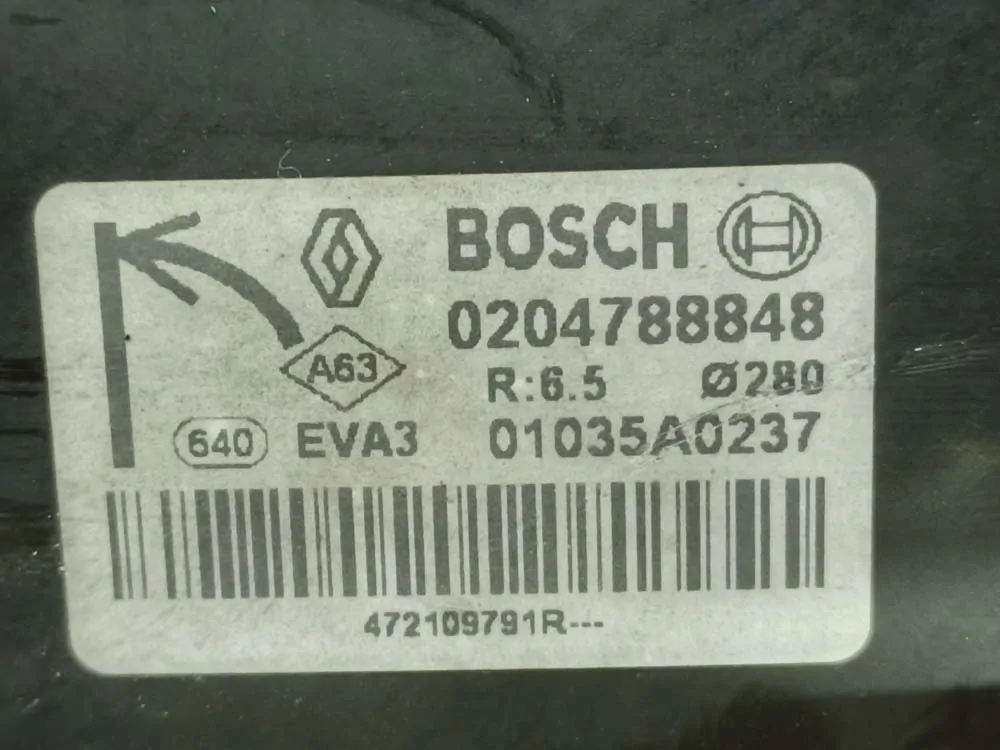 BOSCH
0204788848
A63
R:6.5 Ø280
640 EVA3 01035A0237
472109791R---